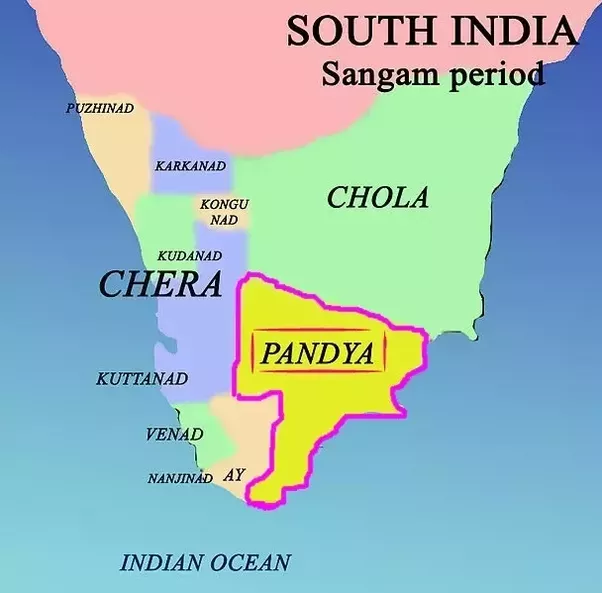 SOUTH INDIA
Sangam period
PUZHINAD
KARKANAD
CHOLA
KONGU
NAD
KUDANAD
CHERA
PANDYA
KUTTANAD
VENAD
NANJINAD
AY
INDIAN OCEAN